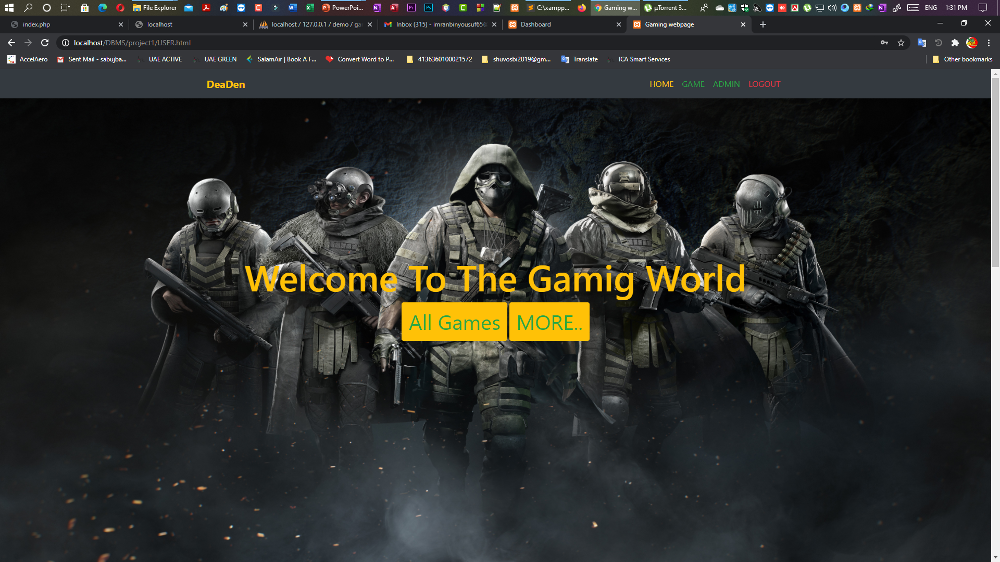 File Explorer
PowerPoi...
C:\xampp...
Gaming w...
µTorrent 3...
ENG
1:31 PM
index.php
localhost
localhost / 127.0.0.1 / demo / ga
Inbox (315) - imranbinyousuf65@
Dashboard
Gaming webpage
localhost/DBMS/project1/USER.html
AccelAero
Sent Mail - sabujba...
UAE ACTIVE
UAE GREEN
SalamAir | Book A F...
Convert Word to P...
4136360100021572
shuvosbi2019@gm...
Translate
ICA Smart Services
Other bookmarks
DeaDen
HOME
GAME
ADMIN
LOGOUT
Welcome To The Gamig World
All Games
MORE..